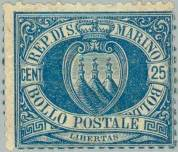 REP. DI S. MARINO
CENT 25
BOLLO POSTALE
LIBERTAS